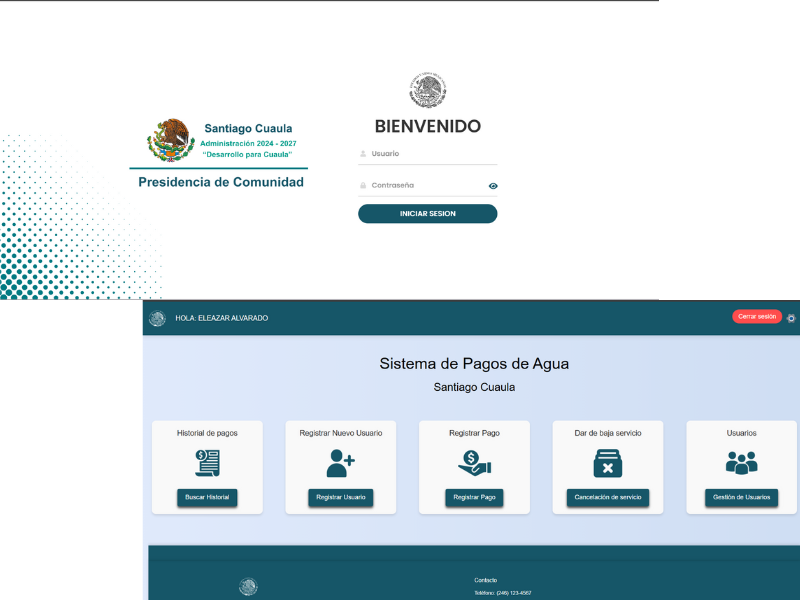 Santiago Cuaula
Administración 2024 - 2027
“Desarrollo para Cuaula”
Presidencia de Comunidad
BIENVENIDO
Usuario
Contraseña
INICIAR SESION
HOLA: ELEAZAR ALVARADO
Cerrar sesión
Sistema de Pagos de Agua
Santiago Cuaula
Historial de pagos
Buscar Historial
Registrar Nuevo Usuario
Registrar Usuario
Registrar Pago
Registrar Pago
Dar de baja servicio
Cancelación de servicio
Usuarios
Gestión de Usuarios
Contacto
Teléfono: (246) 123-4567